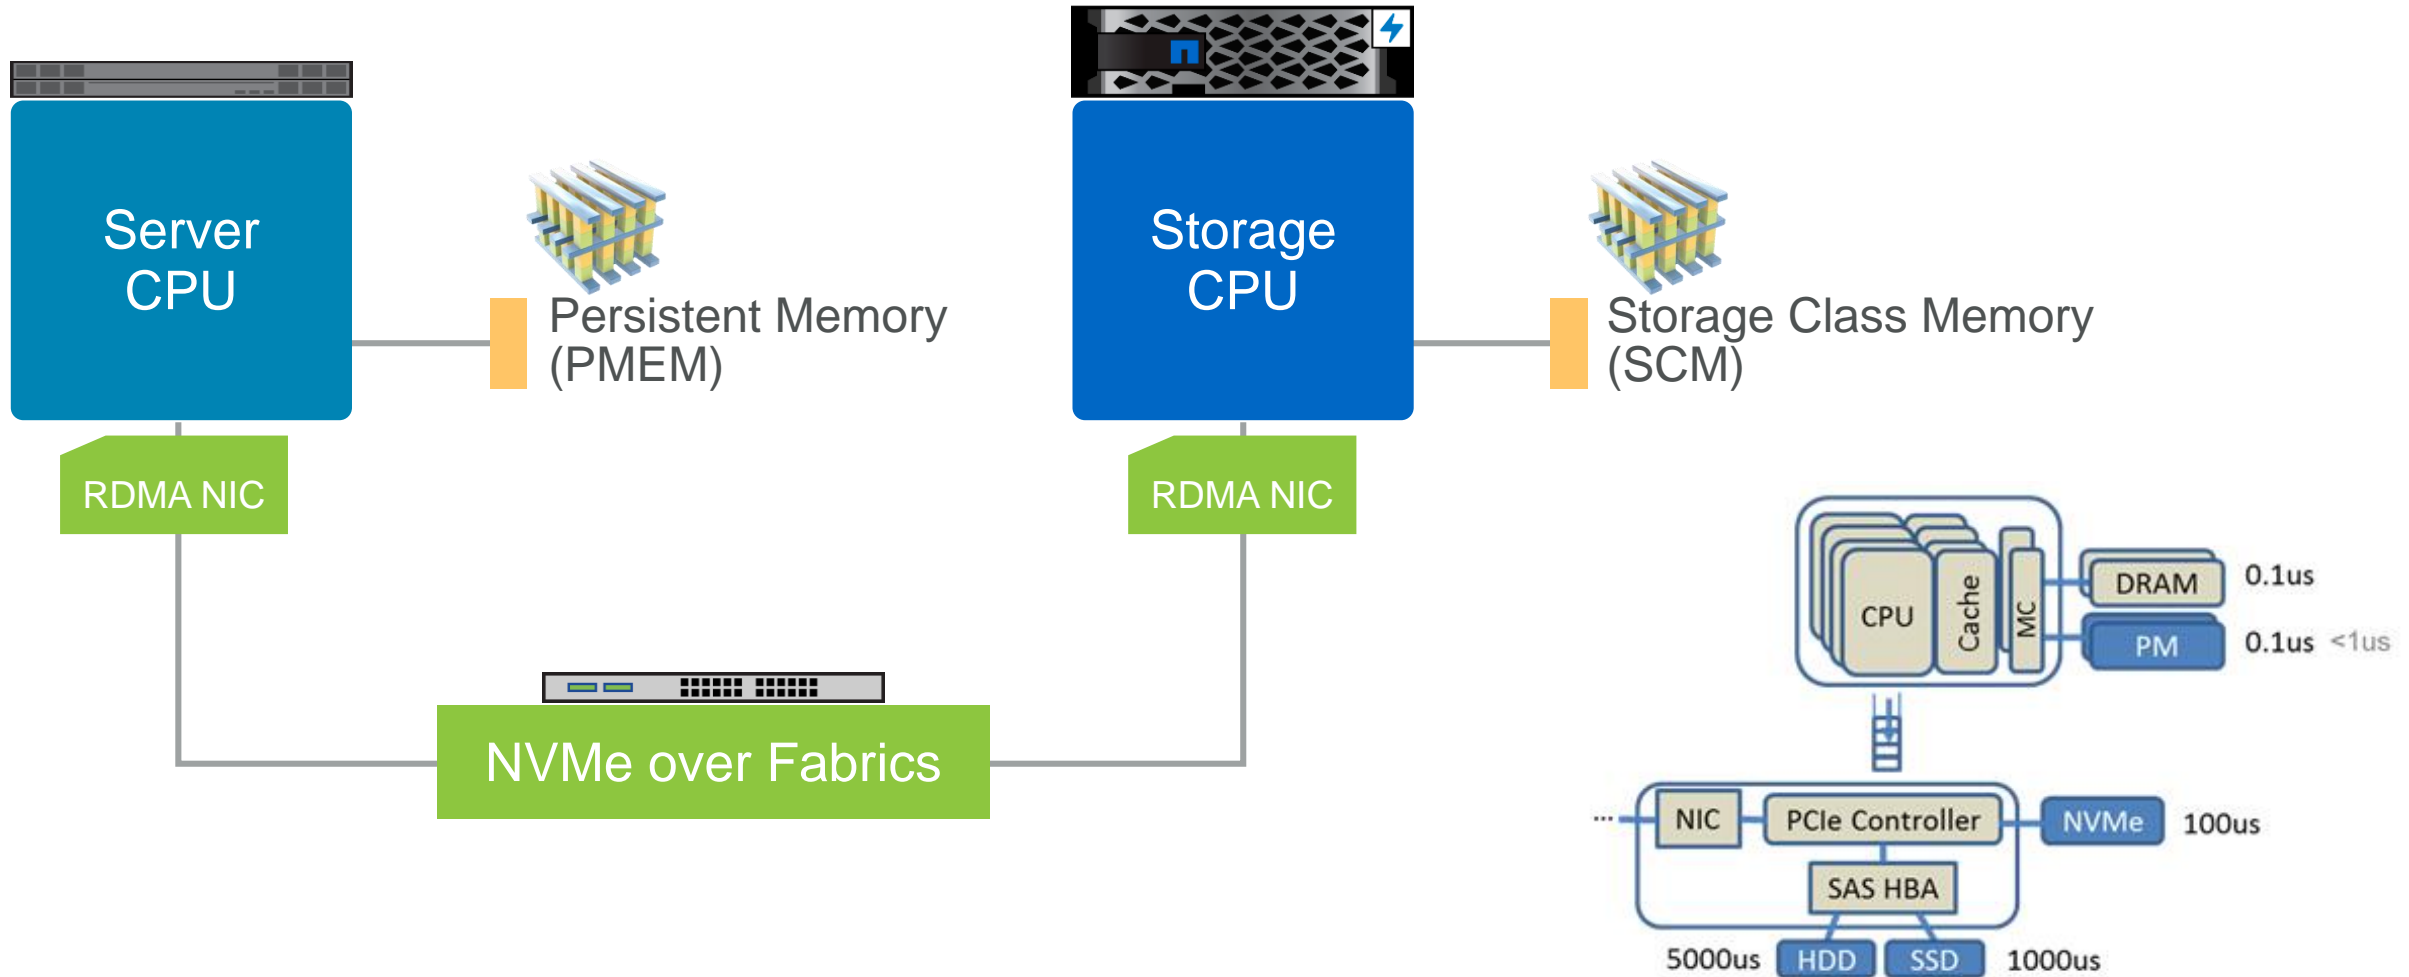 Server
CPU
Persistent Memory
(PMEM)
Storage
CPU
Storage Class Memory
(SCM)
RDMA NIC
RDMA NIC
NVMe over Fabrics
CPU
Cache
MC
DRAM
0.1us
PM
0.1us <1us
...
NIC
PCIe Controller
NVMe
100us
SAS HBA
5000us
HDD
SSD
1000us